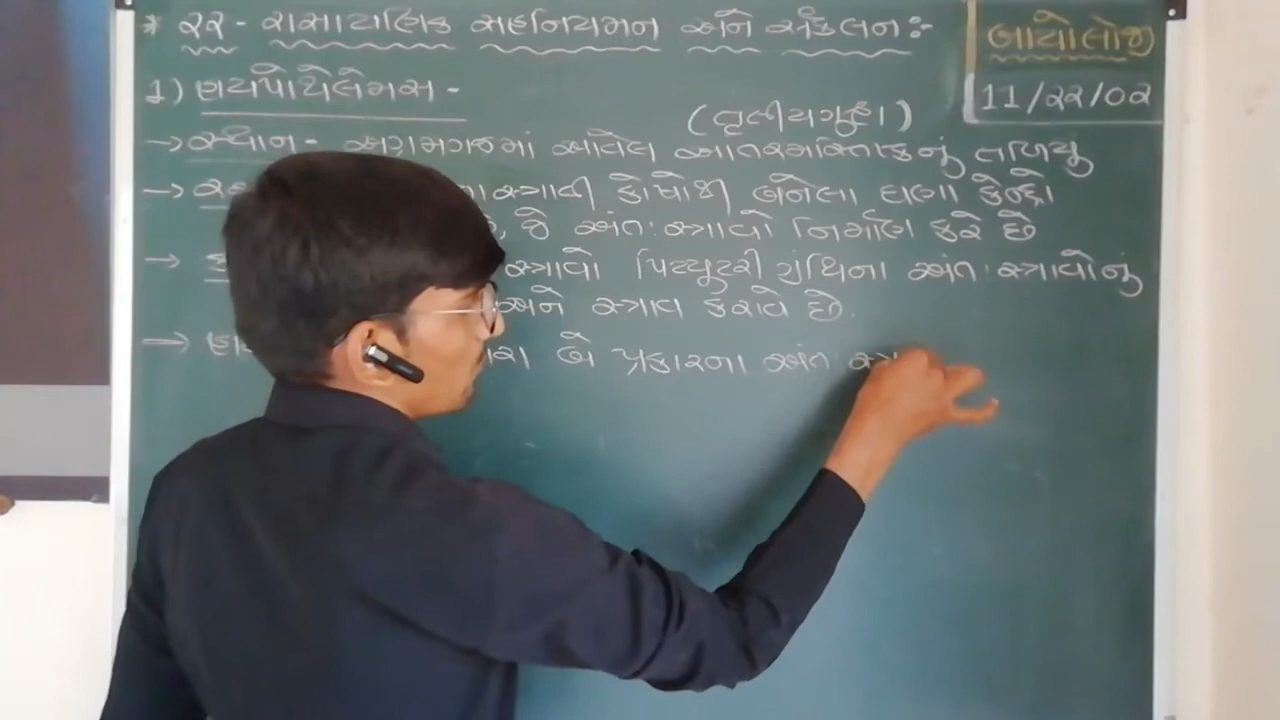 * ૨૨- રાસાયણિક સહનિયમન અને સંકલન :-
બાયોલોજી
11/22/02
1) હાયપોથેલેમસ -
(તૃતીયગુહા)
→ સ્થાન - અગ્રમગજમાં આવેલ આંતરમસ્તિષ્કનું તળિયું
→ સ્ત્રાવી કોષોથી બનેલા ઘણા કેન્દ્રો
જે અંતઃસ્ત્રાવો નિર્માણ કરે છે
→ સ્ત્રાવો પિટ્યુટરી ગ્રંથિના અંતઃસ્ત્રાવોનું
અને સ્ત્રાવ કરાવે છે.
→ બે પ્રકારના અંતઃ